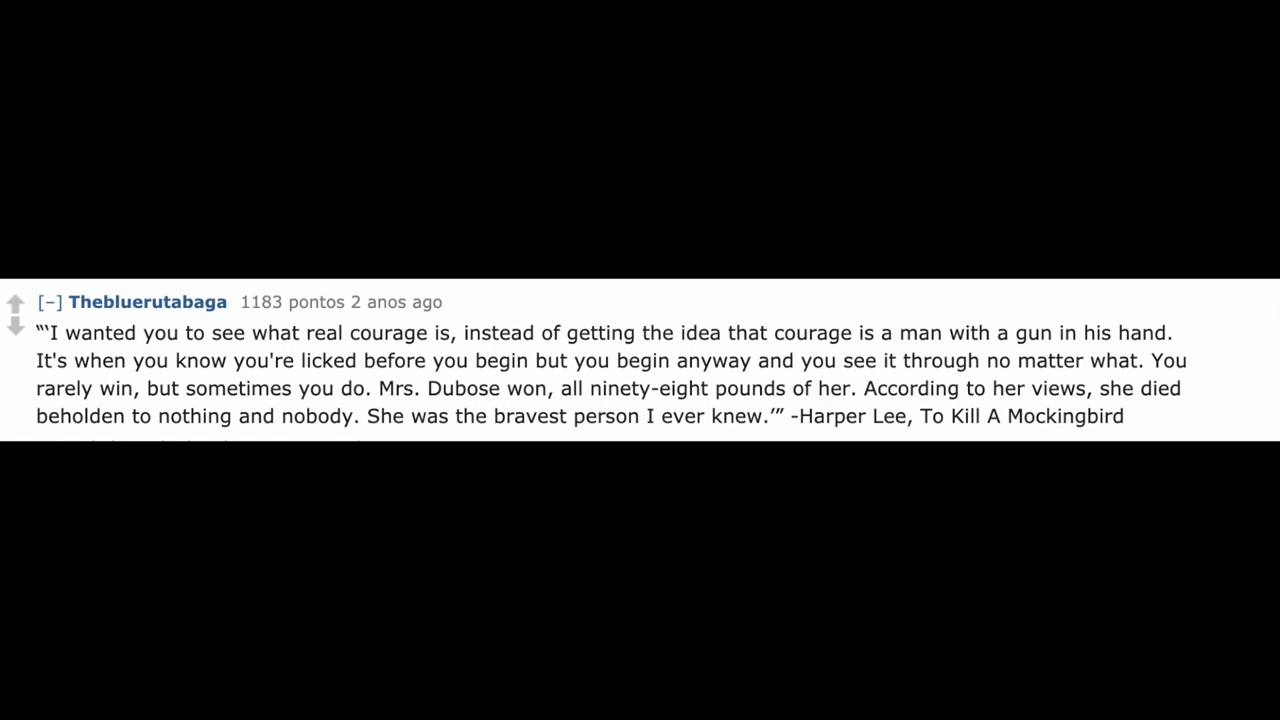 [–] Thebluerutabaga 1183 pontos 2 anos ago
“‘I wanted you to see what real courage is, instead of getting the idea that courage is a man with a gun in his hand.
It's when you know you're licked before you begin but you begin anyway and you see it through no matter what. You
rarely win, but sometimes you do. Mrs. Dubose won, all ninety-eight pounds of her. According to her views, she died
beholden to nothing and nobody. She was the bravest person I ever knew.’” -Harper Lee, To Kill A Mockingbird